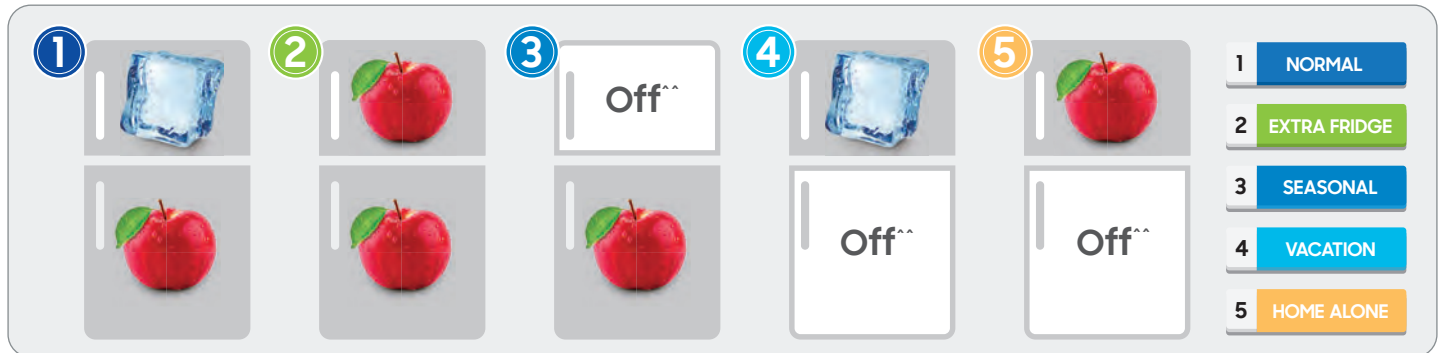 1
2
3
4
5
Off^^
Off^^
Off^^
1 NORMAL
2 EXTRA FRIDGE
3 SEASONAL
4 VACATION
5 HOME ALONE